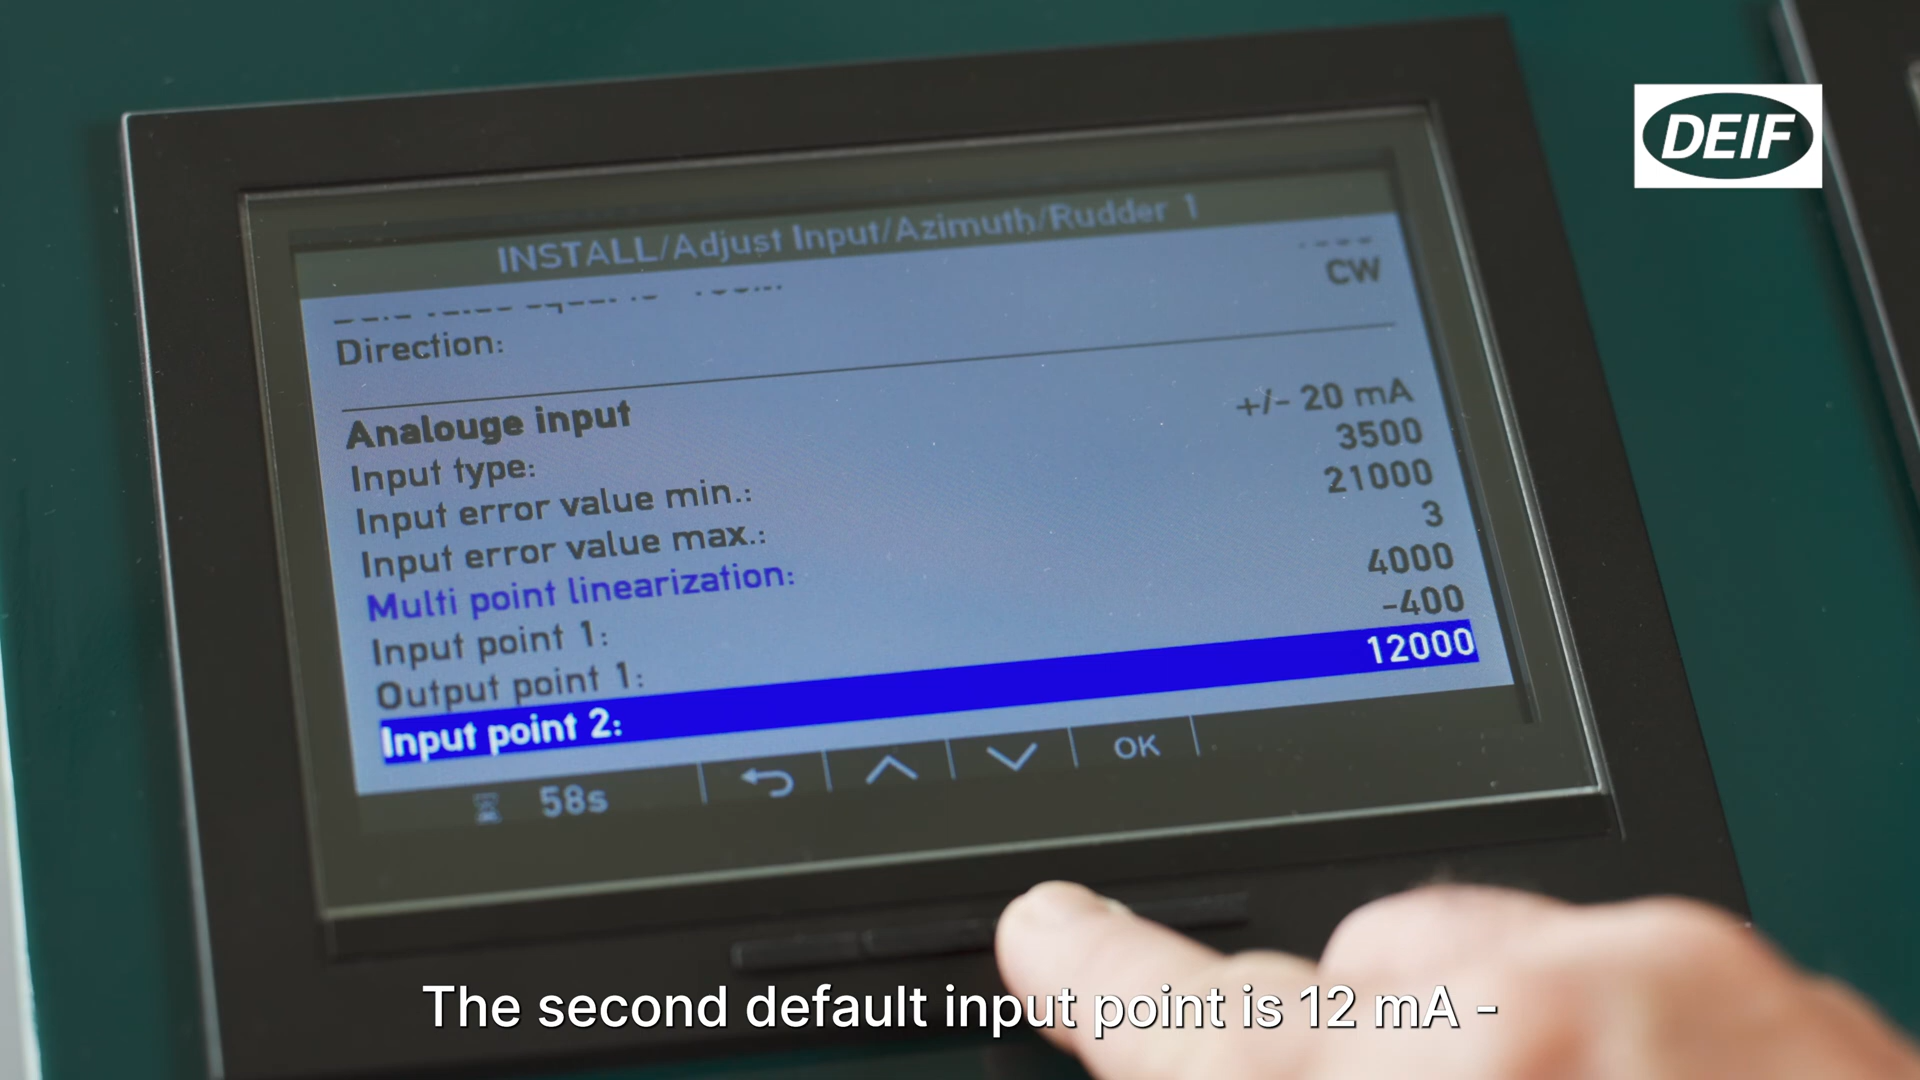 DEIF
INSTALL/Adjust Input/Azimuth/Rudder 1
Direction: CW
Analouge input
Input type: +/- 20 mA
Input error value min.: 3500
Input error value max.: 21000
Multi point linearization: 3
Input point 1: 4000
Output point 1: -400
Input point 2: 12000
58s OK
The second default input point is 12 mA -